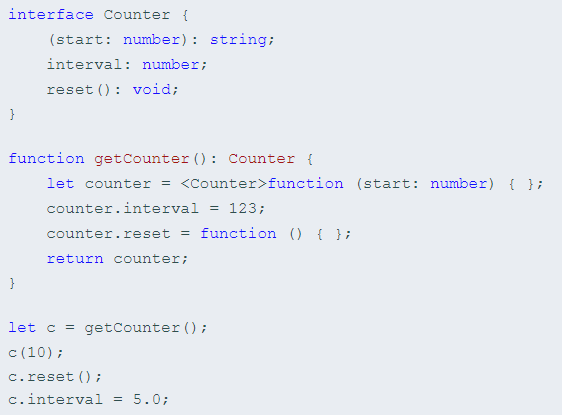 interface Counter {
    (start: number): string;
    interval: number;
    reset(): void;
}

function getCounter(): Counter {
    let counter = <Counter>function (start: number) { };
    counter.interval = 123;
    counter.reset = function () { };
    return counter;
}

let c = getCounter();
c(10);
c.reset();
c.interval = 5.0;